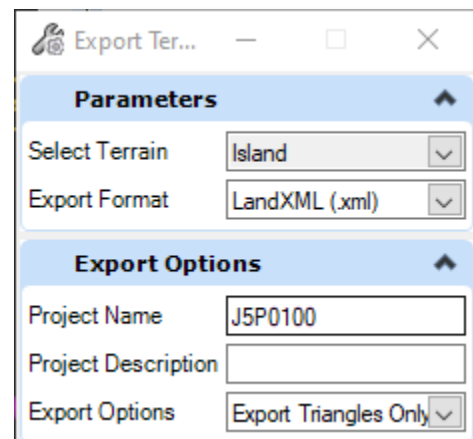 Export Ter...
Parameters
Select Terrain Island
Export Format LandXML (.xml)
Export Options
Project Name J5P0100
Project Description
Export Options Export Triangles Only